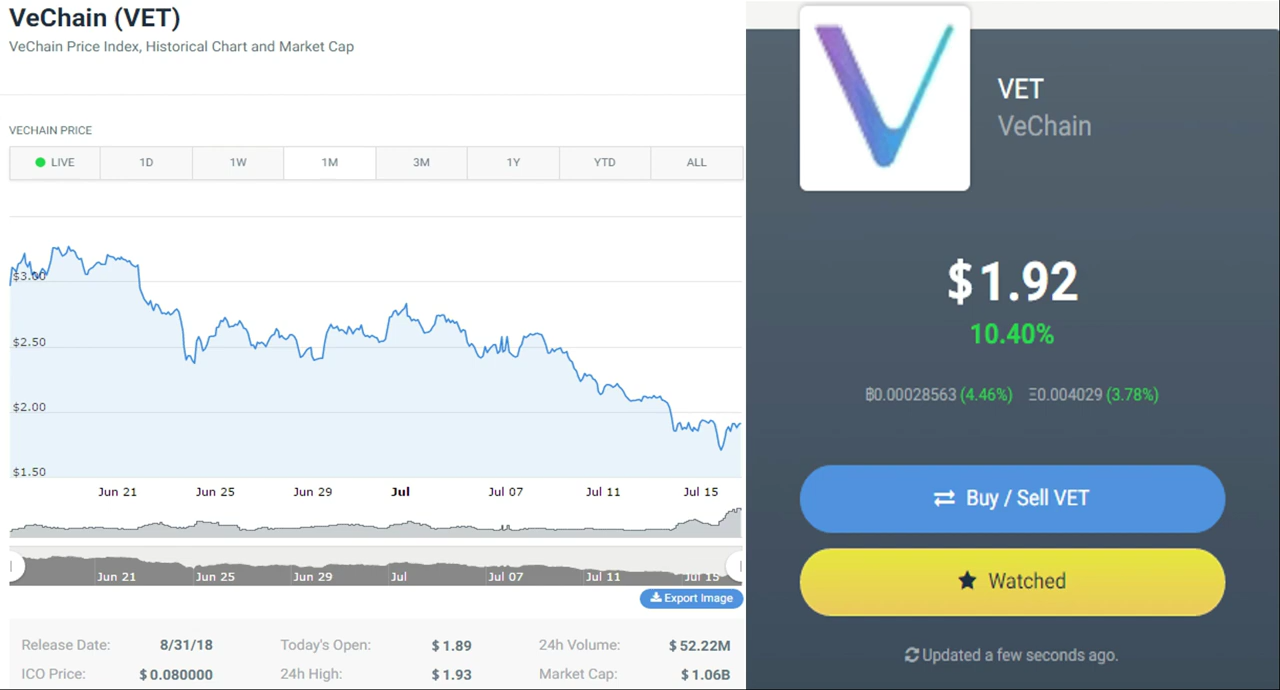 VeChain (VET)
VeChain Price Index, Historical Chart and Market Cap
VECHAIN PRICE
LIVE 1D 1W 1M 3M 1Y YTD ALL
$3.00
$2.50
$2.00
$1.50
Jun 21 Jun 25 Jun 29 Jul Jul 07 Jul 11 Jul 15
Jun 21 Jun 25 Jun 29 Jul Jul 07 Jul 11 Jul 15
Export Image
Release Date: 8/31/18 Today's Open: $ 1.89 24h Volume: $ 52.22M
ICO Price: $ 0.080000 24h High: $ 1.93 Market Cap: $ 1.06B
VET
VeChain
$ 1.92
10.40%
฿0.00028563 (4.46%) Ξ0.004029 (3.78%)
Buy / Sell VET
Watched
Updated a few seconds ago.